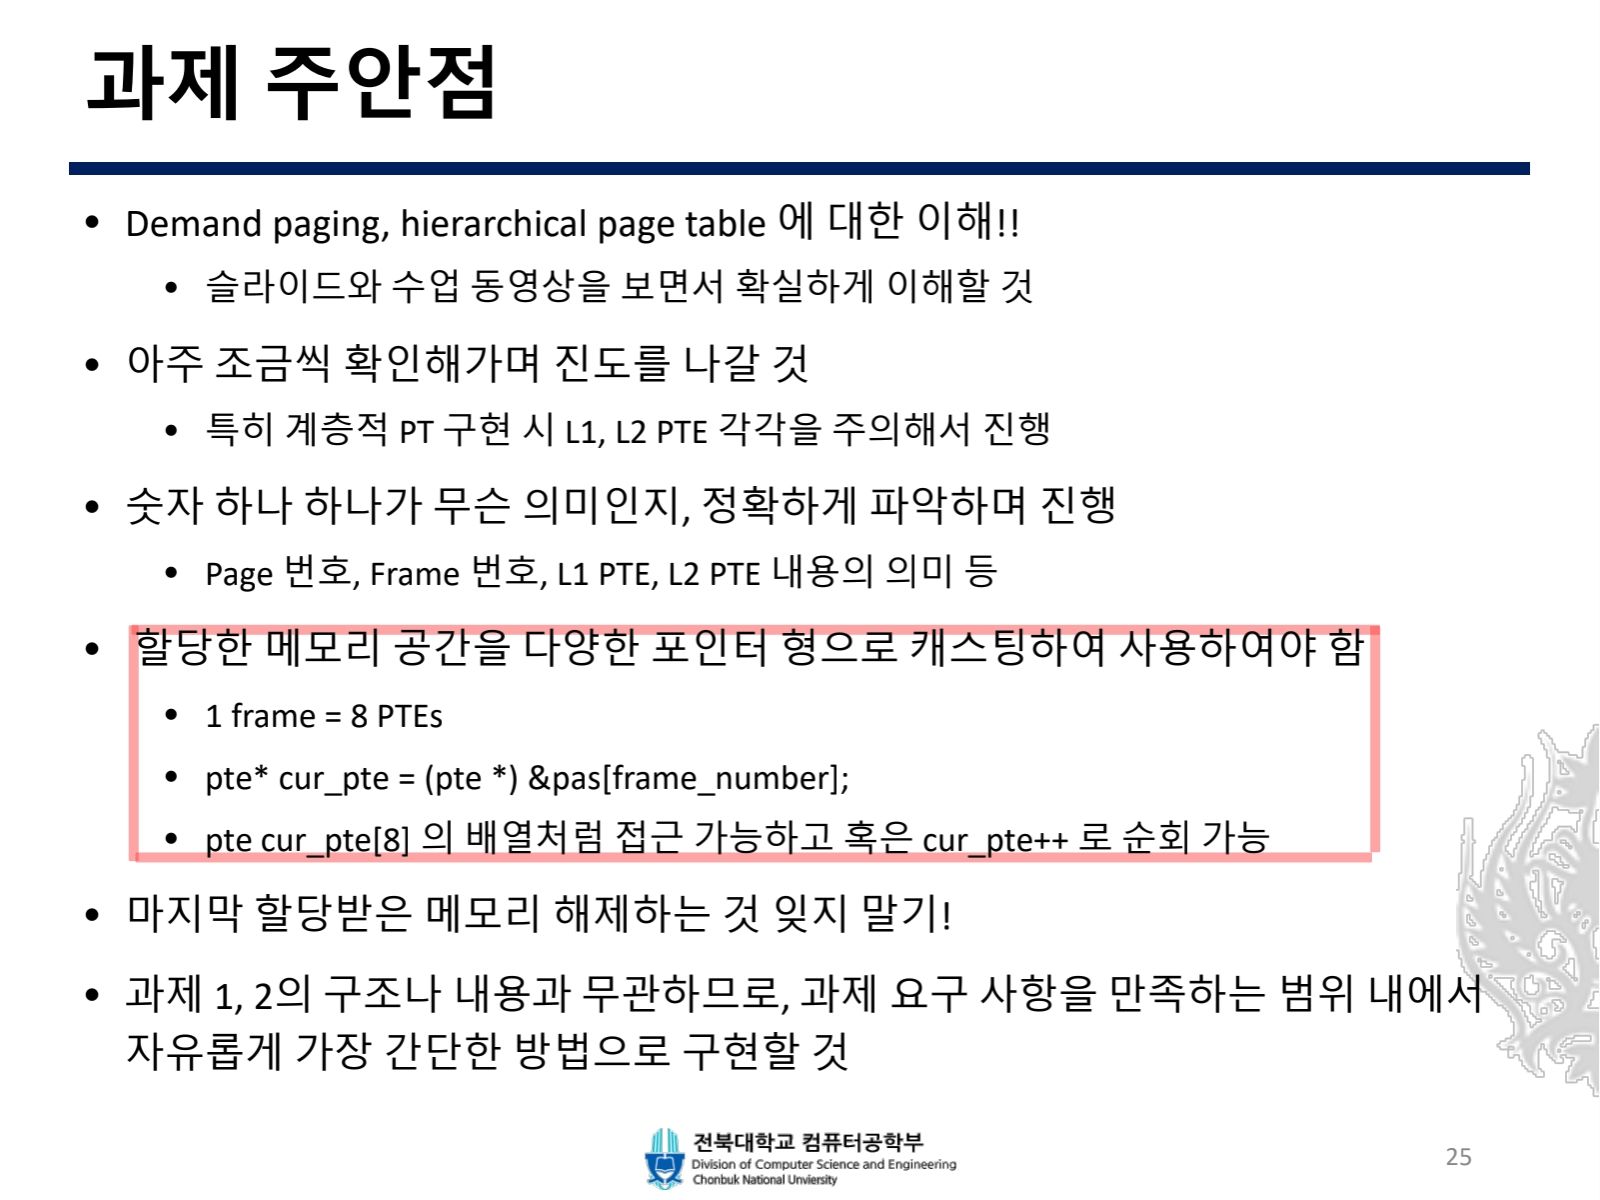 과제 주안점
• Demand paging, hierarchical page table 에 대한 이해!!
• 슬라이드와 수업 동영상을 보면서 확실하게 이해할 것
• 아주 조금씩 확인해가며 진도를 나갈 것
• 특히 계층적 PT 구현 시 L1, L2 PTE 각각을 주의해서 진행
• 숫자 하나 하나가 무슨 의미인지, 정확하게 파악하며 진행
• Page 번호, Frame 번호, L1 PTE, L2 PTE 내용의 의미 등
• 할당한 메모리 공간을 다양한 포인터 형으로 캐스팅하여 사용하여야 함
• 1 frame = 8 PTEs
• pte* cur_pte = (pte *) &pas[frame_number];
• pte cur_pte[8] 의 배열처럼 접근 가능하고 혹은 cur_pte++ 로 순회 가능
• 마지막 할당받은 메모리 해제하는 것 잊지 말기!
• 과제 1, 2의 구조나 내용과 무관하므로, 과제 요구 사항을 만족하는 범위 내에서
자유롭게 가장 간단한 방법으로 구현할 것
전북대학교 컴퓨터공학부
Division of Computer Science and Engineering
Chonbuk National Unviersity
25